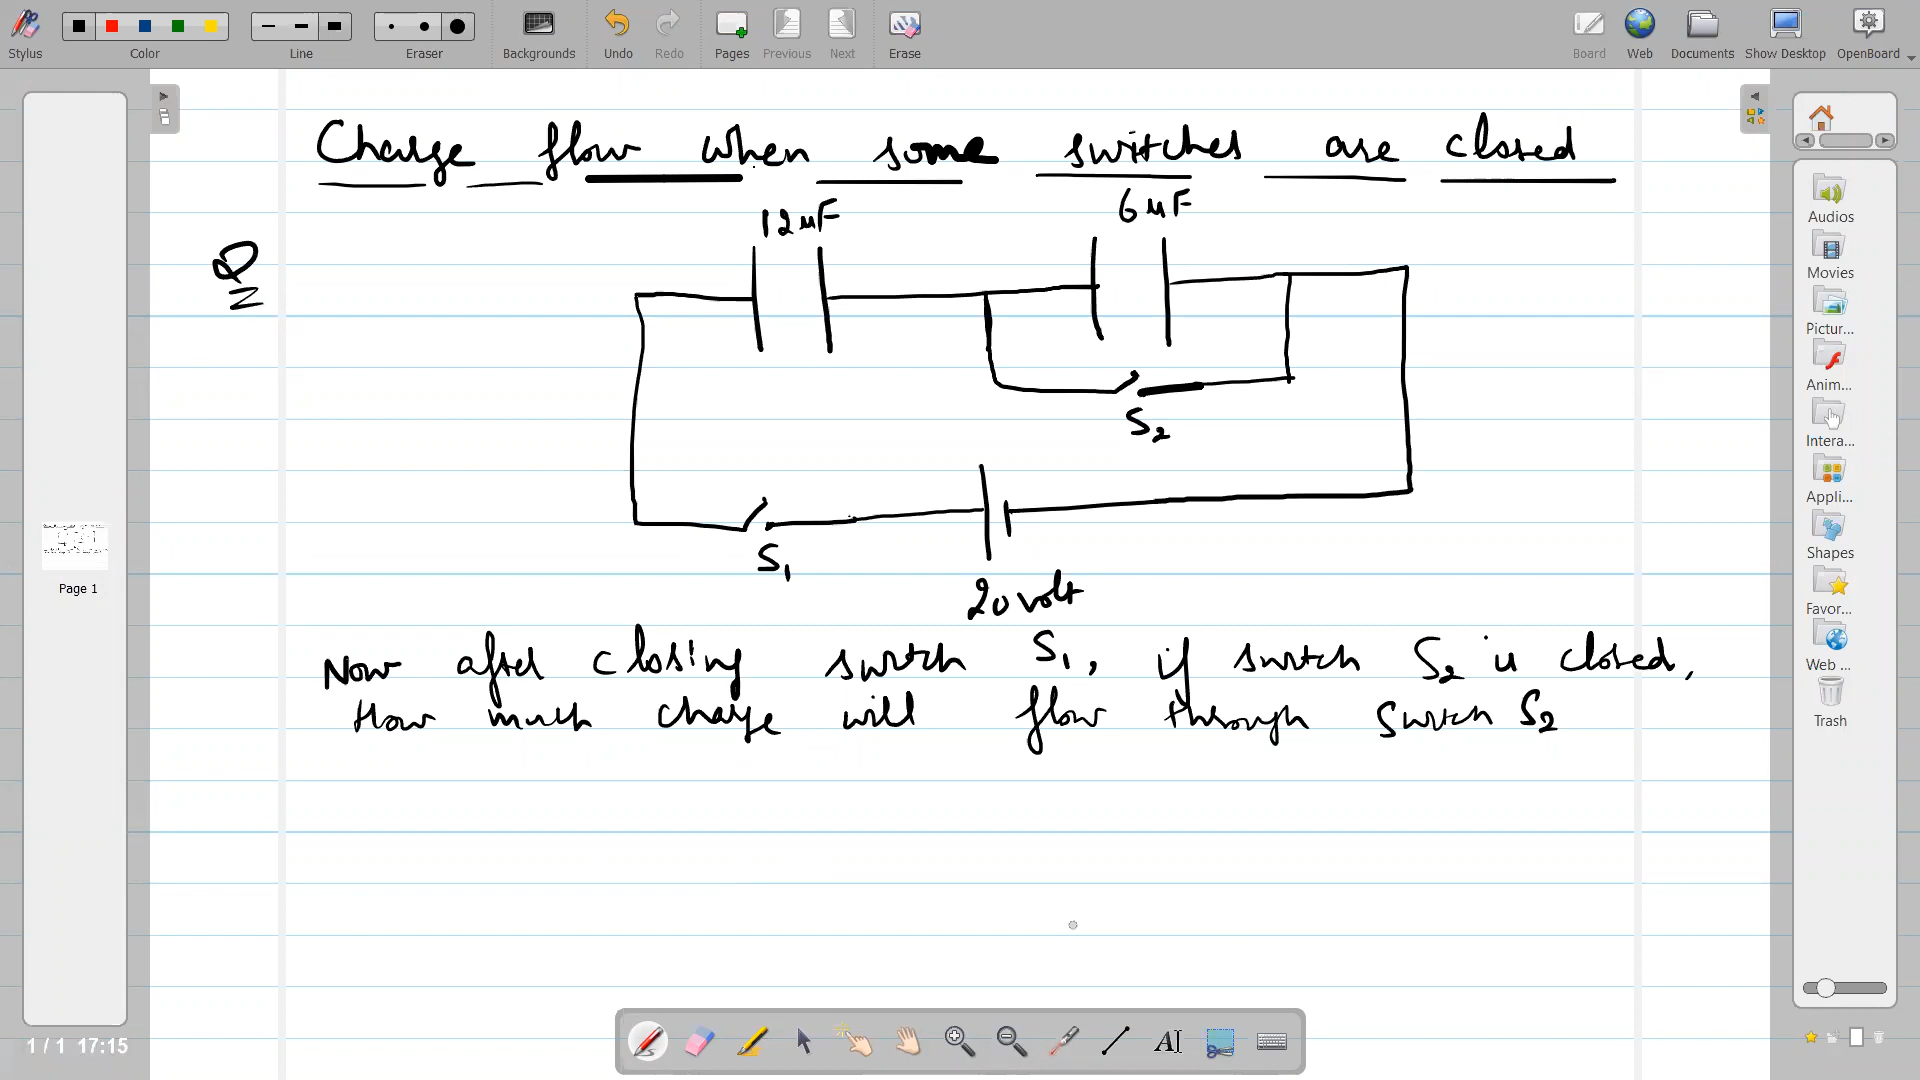 Stylus
Color
Line
Eraser
Backgrounds
Undo
Redo
Pages
Previous
Next
Erase
Board
Web
Documents
Show Desktop
OpenBoard
Charge flow when some switches are closed
Q
12 μF
6 μF
S2
S1
20 volt
Now after closing switch S1, if switch S2 is closed,
How much charge will flow through switch S2
Page 1
1 / 1 17:15
Audios
Movies
Pictur...
Anim...
Intera...
Appli...
Shapes
Favor...
Web ...
Trash